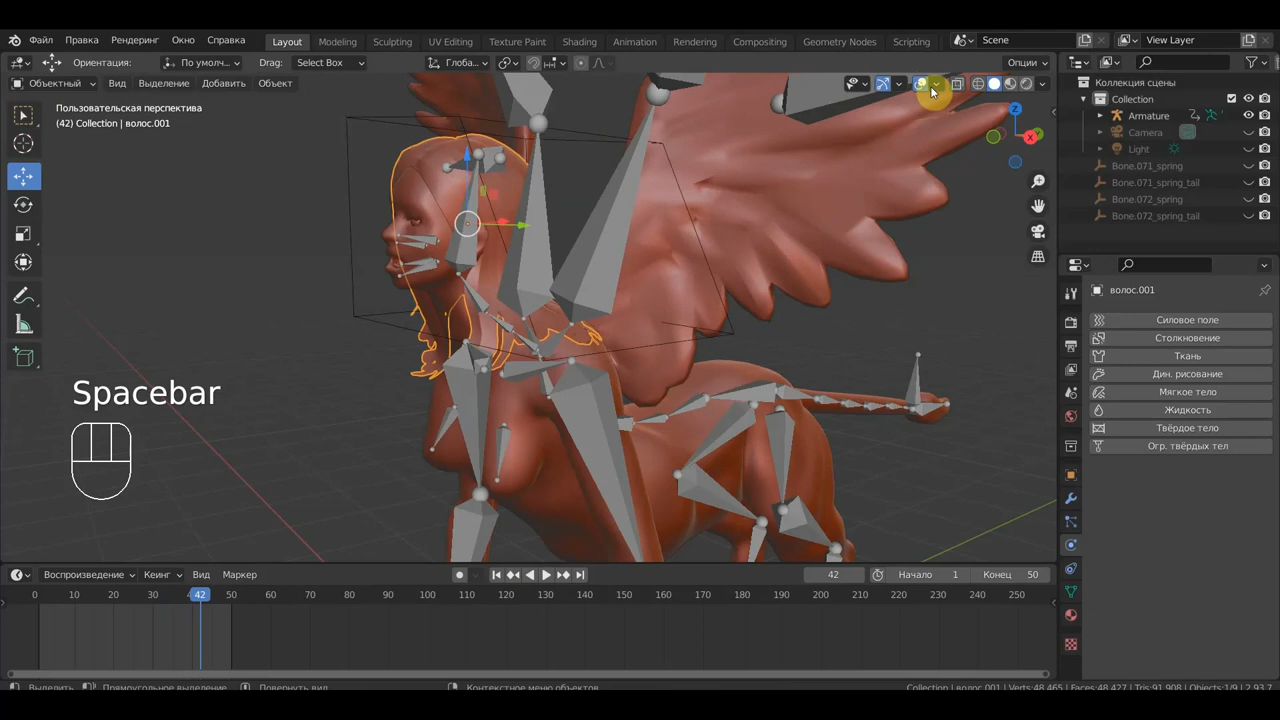 Файл Правка Рендеринг Окно Справка Layout Modeling Sculpting UV Editing Texture Paint Shading Animation Rendering Compositing Geometry Nodes Scripting Scene View Layer
Ориентация: По умолч... Drag: Select Box Глоба... Опции
Объектный Вид Выделение Добавить Объект
Пользовательская перспектива
(42) Collection | волос.001
Z
X
Коллекция сцены
Collection
Armature
Camera
Light
Bone.071_spring
Bone.071_spring_tail
Bone.072_spring
Bone.072_spring_tail
волос.001
Силовое поле
Столкновение
Ткань
Дин. рисование
Мягкое тело
Жидкость
Твёрдое тело
Огр. твёрдых тел
Spacebar
Воспроизведение Кеинг Вид Маркер 42 Начало 1 Конец 50
0 10 20 30 42 50 60 70 80 90 100 110 120 130 140 150 160 170 180 190 200 210 220 230 240 250
Выделить Прямоугольное выделение Повернуть вид Контекстное меню объектов Collection | волос.001 | Verts:48,465 | Faces:48,427 | Tris:91,908 | Objects:1/9 | 2.93.7